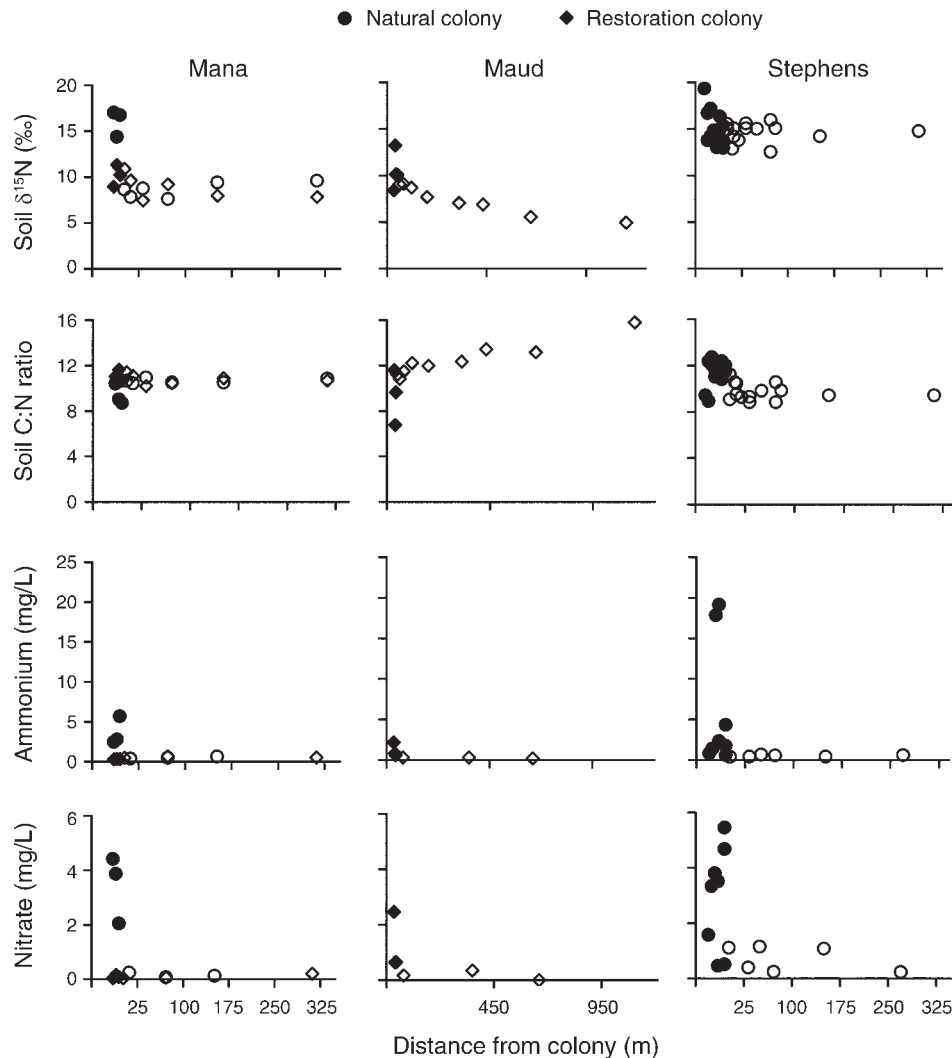 Natural colony Restoration colony
Mana Maud Stephens
Soil δ¹⁵N (‰)
20
15
10
5
0
Soil C:N ratio
16
12
8
4
0
Ammonium (mg/L)
25
20
15
10
5
0
Nitrate (mg/L)
6
4
2
0
25 100 175 250 325 450 950 25 100 175 250 325
Distance from colony (m)